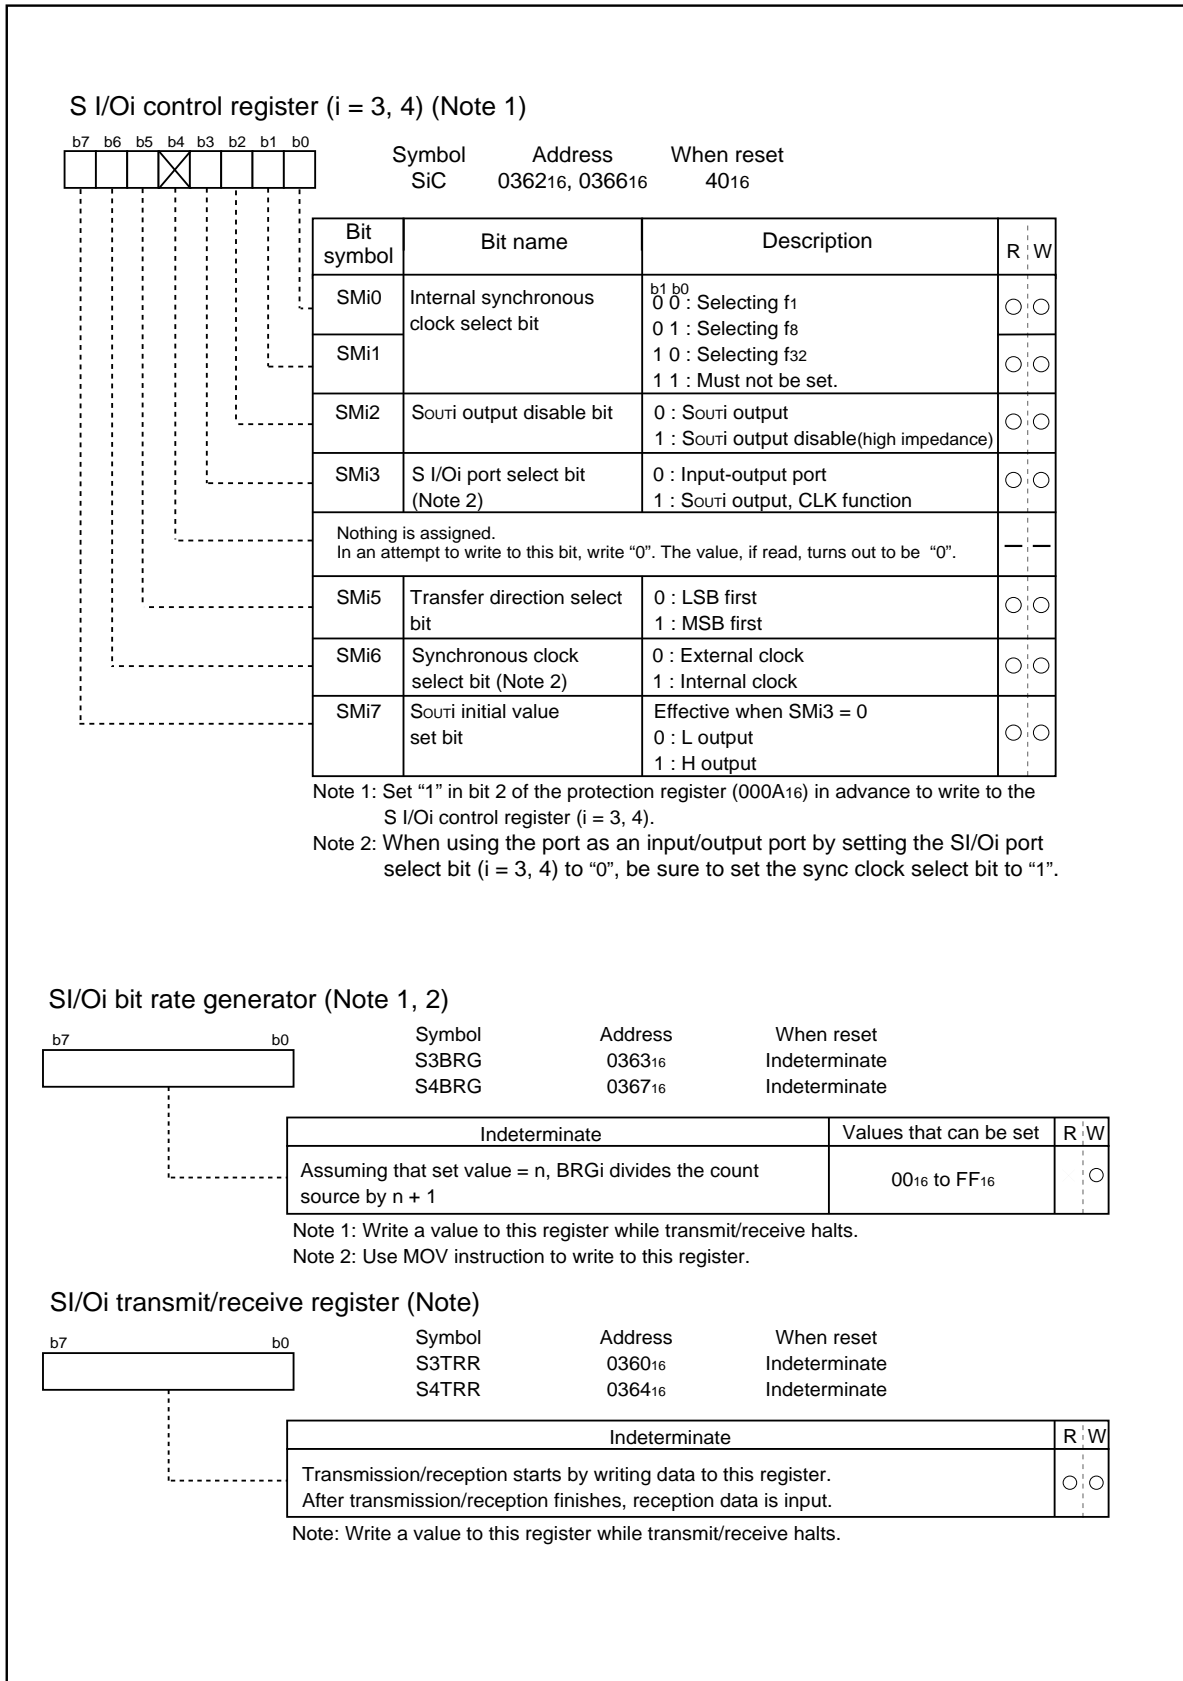 S I/Oi control register (i = 3, 4) (Note 1)
b7 b6 b5 b4 b3 b2 b1 b0
Symbol Address When reset
SiC 036216, 036616 4016
Bit symbol Bit name Description R W
SMi0 Internal synchronous clock select bit
b1 b0
0 0 : Selecting f1
0 1 : Selecting f8
SMi1
1 0 : Selecting f32
1 1 : Must not be set.
SMi2 SOUTi output disable bit 0 : SOUTi output
1 : SOUTi output disable(high impedance)
SMi3 S I/Oi port select bit 0 : Input-output port
(Note 2) 1 : SOUTi output, CLK function
Nothing is assigned.
In an attempt to write to this bit, write “0”. The value, if read, turns out to be “0”.
SMi5 Transfer direction select 0 : LSB first
bit 1 : MSB first
SMi6 Synchronous clock 0 : External clock
select bit (Note 2) 1 : Internal clock
SMi7 SOUTi initial value Effective when SMi3 = 0
set bit 0 : L output
1 : H output
Note 1: Set “1” in bit 2 of the protection register (000A16) in advance to write to the
S I/Oi control register (i = 3, 4).
Note 2: When using the port as an input/output port by setting the SI/Oi port
select bit (i = 3, 4) to “0”, be sure to set the sync clock select bit to “1”.
SI/Oi bit rate generator (Note 1, 2)
b7 b0
Symbol Address When reset
S3BRG 036316 Indeterminate
S4BRG 036716 Indeterminate
Indeterminate Values that can be set R W
Assuming that set value = n, BRGi divides the count
source by n + 1
0016 to FF16
Note 1: Write a value to this register while transmit/receive halts.
Note 2: Use MOV instruction to write to this register.
SI/Oi transmit/receive register (Note)
b7 b0
Symbol Address When reset
S3TRR 036016 Indeterminate
S4TRR 036416 Indeterminate
Indeterminate R W
Transmission/reception starts by writing data to this register.
After transmission/reception finishes, reception data is input.
Note: Write a value to this register while transmit/receive halts.